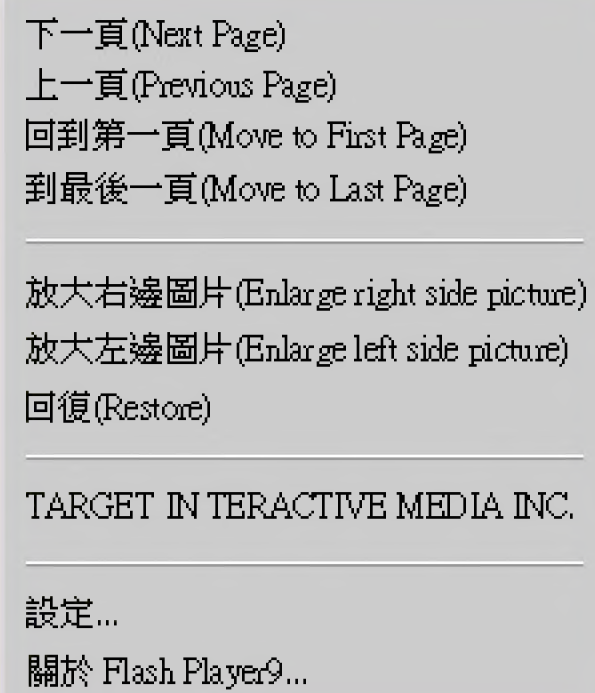 下一頁(Next Page)
上一頁(Previous Page)
回到第一頁(Move to First Page)
到最後一頁(Move to Last Page)
放大右邊圖片(Enlarge right side picture)
放大左邊圖片(Enlarge left side picture)
回復(Restore)
TARGET INTERACTIVE MEDIA INC.
設定...
關於 Flash Player9...